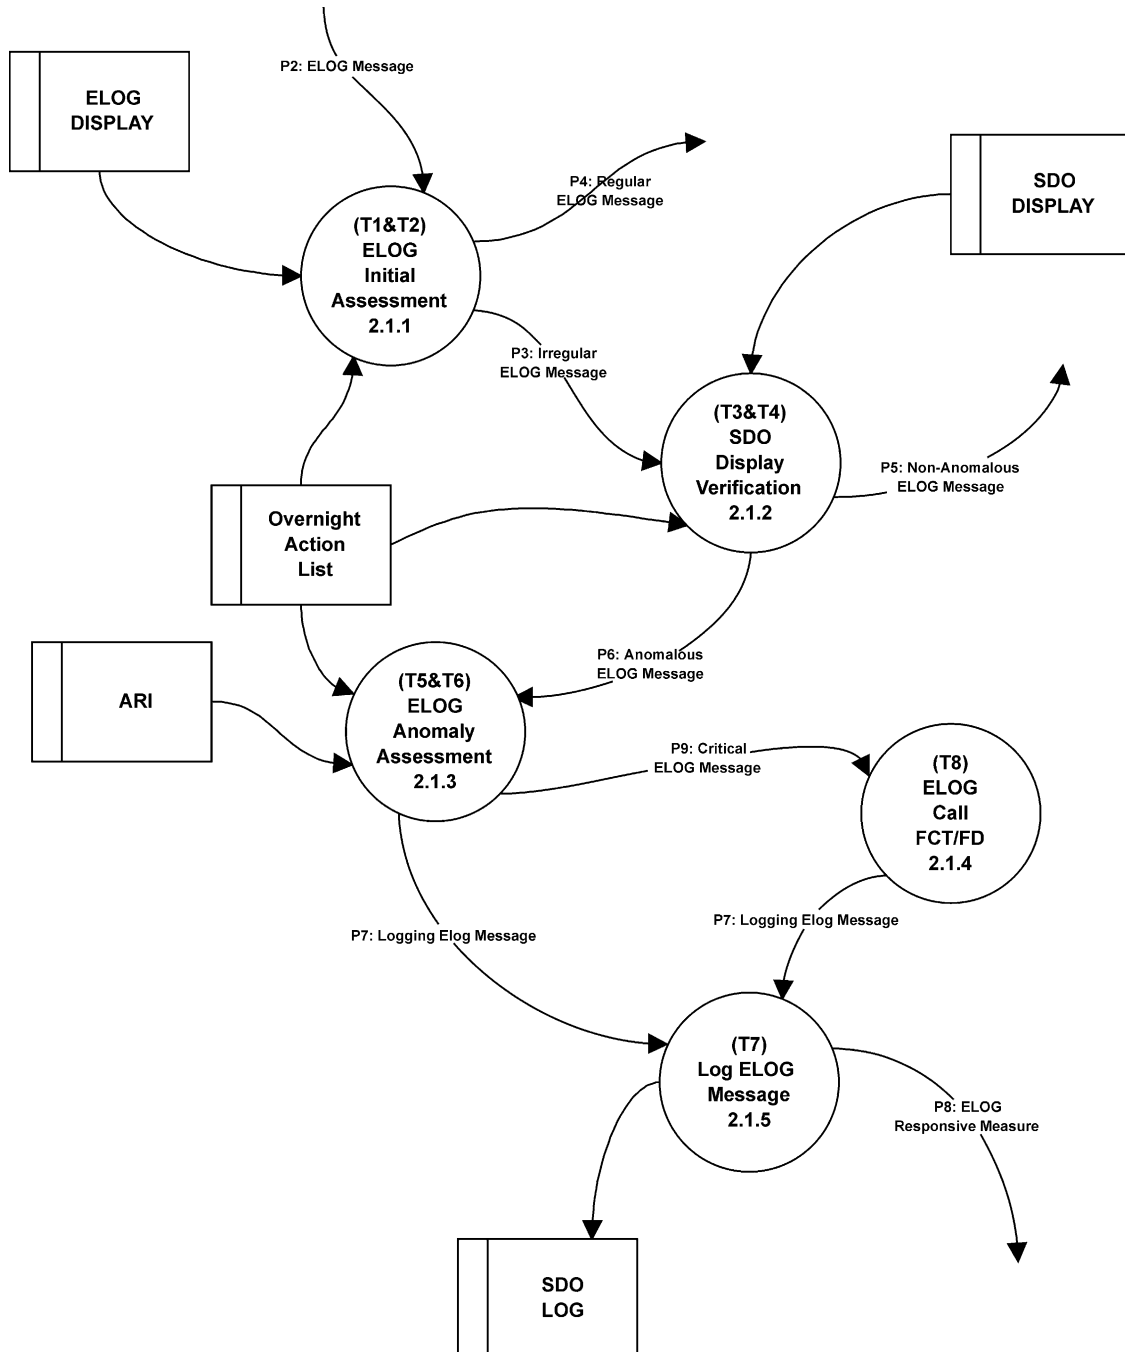 P2: ELOG Message
ELOG
DISPLAY
P4: Regular
ELOG Message
SDO
DISPLAY
(T1&T2)
ELOG
Initial
Assessment
2.1.1
P3: Irregular
ELOG Message
(T3&T4)
SDO
Display
Verification
2.1.2
P5: Non-Anomalous
ELOG Message
Overnight
Action
List
P6: Anomalous
ELOG Message
ARI
(T5&T6)
ELOG
Anomaly
Assessment
2.1.3
P9: Critical
ELOG Message
(T8)
ELOG
Call
FCT/FD
2.1.4
P7: Logging Elog Message
P7: Logging Elog Message
(T7)
Log ELOG
Message
2.1.5
P8: ELOG
Responsive Measure
SDO
LOG